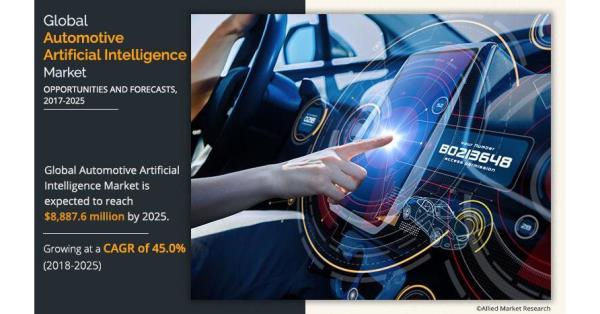 Global
Automotive
Artificial Intelligence
Market
OPPORTUNITIES AND FORECASTS,
2017-2025
Global Automotive Artificial
Intelligence Market is
expected to reach
$8,887.6 million by 2025.
Growing at a CAGR of 45.0%
(2018-2025)
your number
80213648
access permission
©Allied Market Research